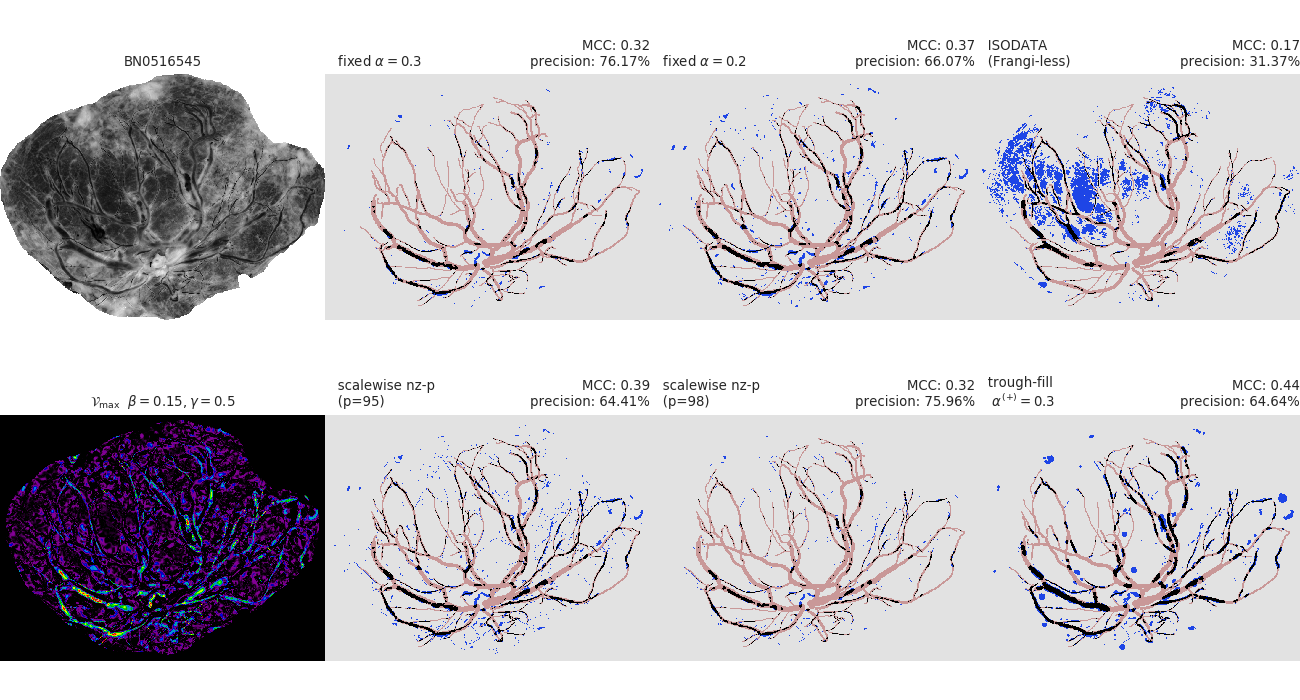 BN0516545
fixed α = 0.3
MCC: 0.32
precision: 76.17%
fixed α = 0.2
MCC: 0.37
precision: 66.07%
ISODATA
(Frangi-less)
MCC: 0.17
precision: 31.37%
𝒱max β = 0.15, γ = 0.5
scalewise nz-p
(p=95)
MCC: 0.39
precision: 64.41%
scalewise nz-p
(p=98)
MCC: 0.32
precision: 75.96%
trough-fill
α(+) = 0.3
MCC: 0.44
precision: 64.64%